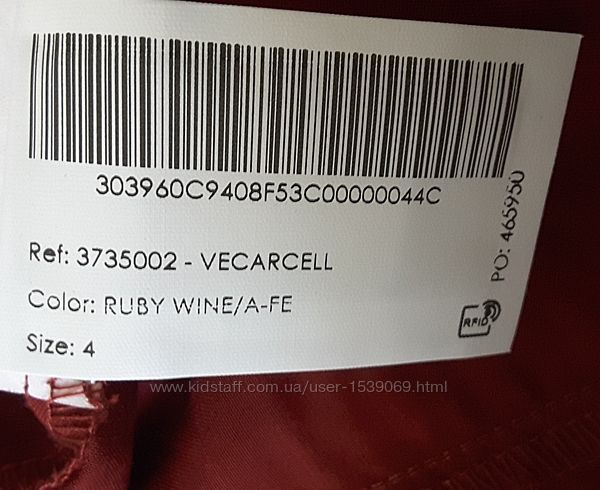 303960C9408F53C00000044C
PO: 465950
Ref: 3735002 - VECARCELL
Color: RUBY WINE/A-FE
Size: 4
RFID
www.kidstaff.com.ua/user-1539069.html